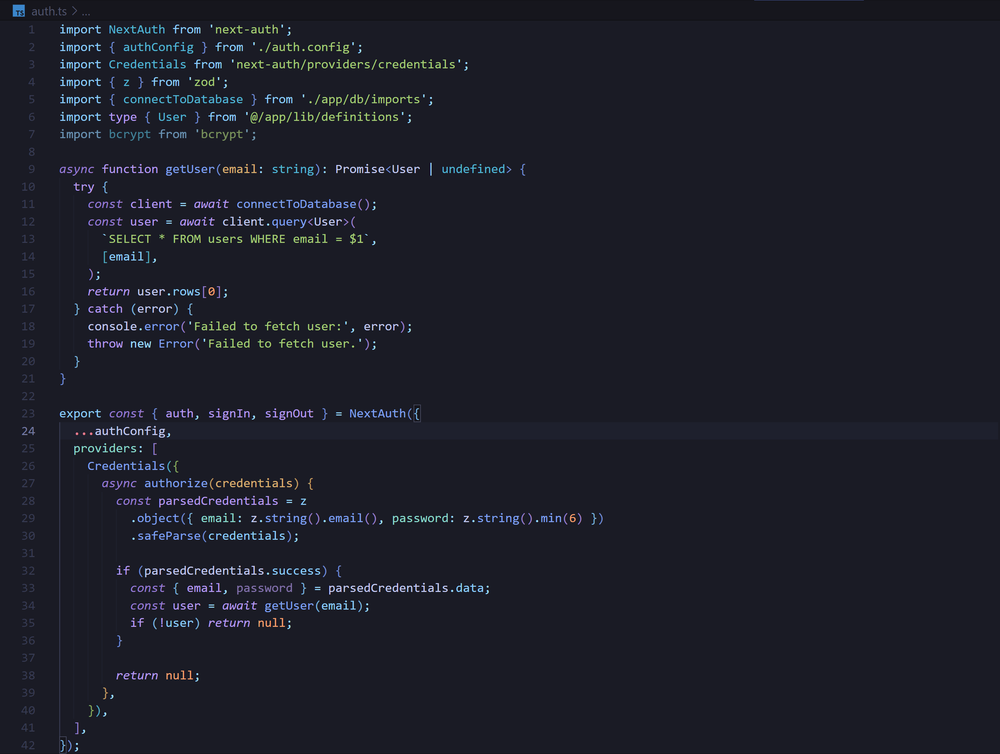 TS auth.ts > ...
1 import NextAuth from 'next-auth';
2 import { authConfig } from './auth.config';
3 import Credentials from 'next-auth/providers/credentials';
4 import { z } from 'zod';
5 import { connectToDatabase } from './app/db/imports';
6 import type { User } from '@/app/lib/definitions';
7 import bcrypt from 'bcrypt';
8
9 async function getUser(email: string): Promise<User | undefined> {
10   try {
11     const client = await connectToDatabase();
12     const user = await client.query<User>(
13       `SELECT * FROM users WHERE email = $1`,
14       [email],
15     );
16     return user.rows[0];
17   } catch (error) {
18     console.error('Failed to fetch user:', error);
19     throw new Error('Failed to fetch user.');
20   }
21 }
22
23 export const { auth, signIn, signOut } = NextAuth({
24   ...authConfig,
25   providers: [
26     Credentials({
27       async authorize(credentials) {
28         const parsedCredentials = z
29           .object({ email: z.string().email(), password: z.string().min(6) })
30           .safeParse(credentials);
31
32         if (parsedCredentials.success) {
33           const { email, password } = parsedCredentials.data;
34           const user = await getUser(email);
35           if (!user) return null;
36         }
37
38         return null;
39       },
40     }),
41   ],
42 });